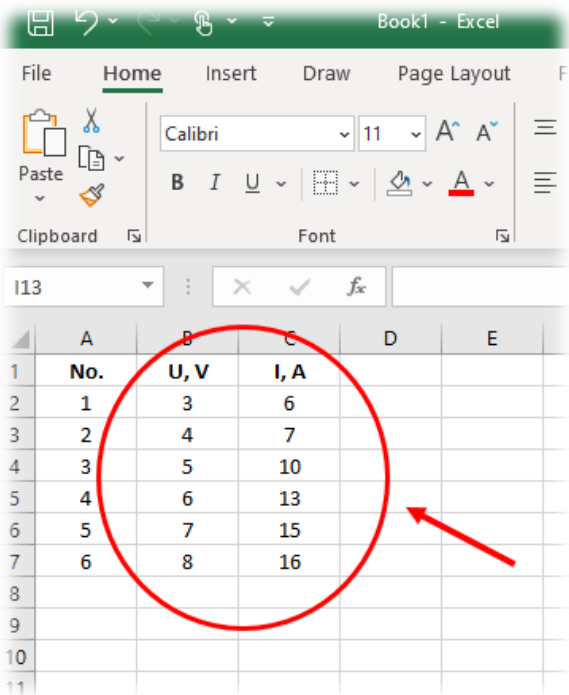 Book1 - Excel
File Home Insert Draw Page Layout F
Calibri 11 A A
Paste B I U A
Clipboard Font
I13 fx
A B C D E
1 No. U, V I, A
2 1 3 6
3 2 4 7
4 3 5 10
5 4 6 13
6 5 7 15
7 6 8 16
8
9
10
11